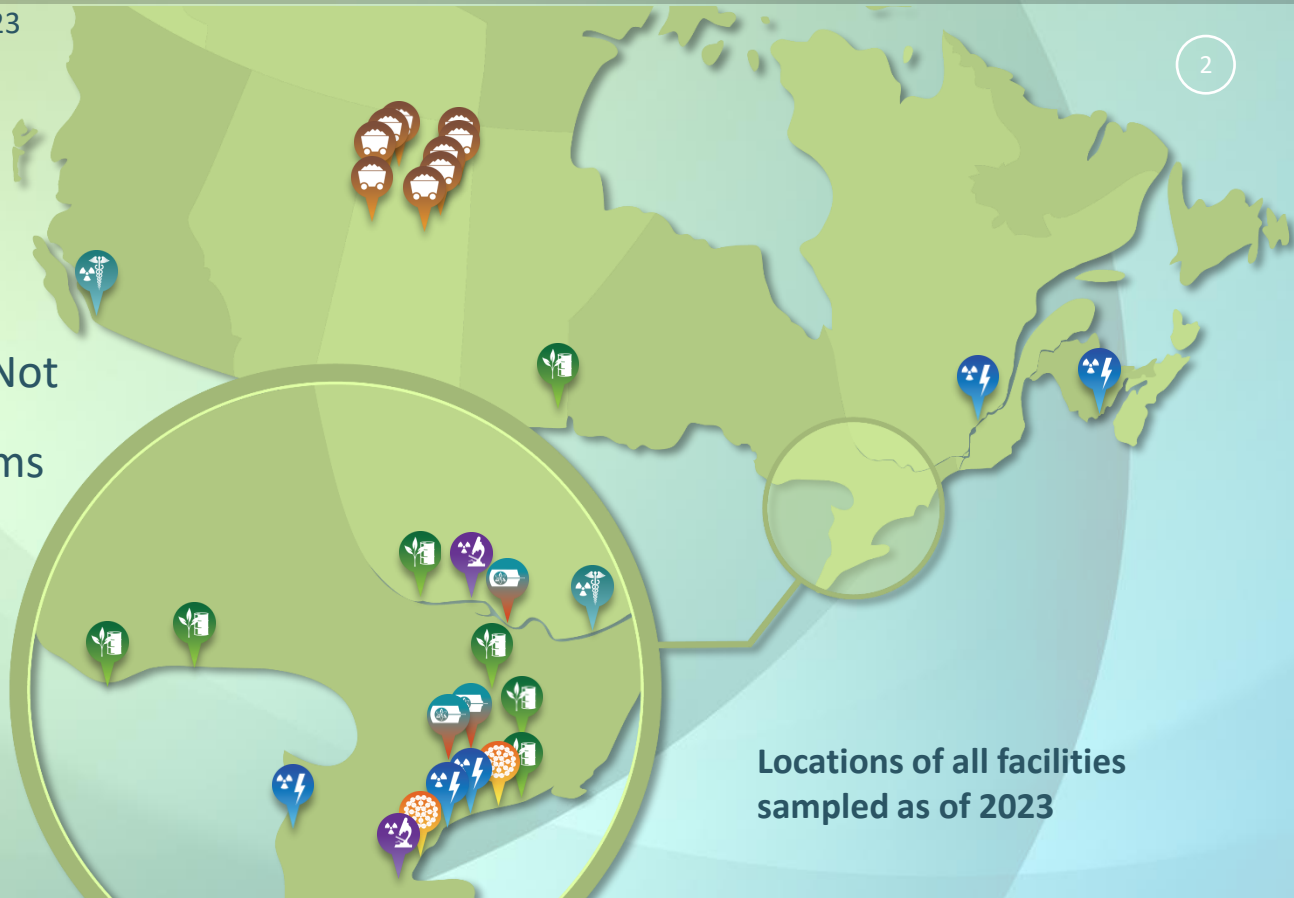 23
2
Not
ms
Locations of all facilities
sampled as of 2023